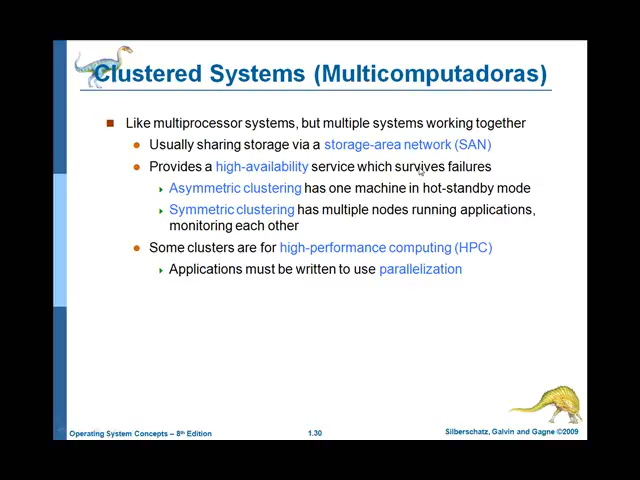 Clustered Systems (Multicomputadoras)
Like multiprocessor systems, but multiple systems working together
Usually sharing storage via a storage-area network (SAN)
Provides a high-availability service which survives failures
Asymmetric clustering has one machine in hot-standby mode
Symmetric clustering has multiple nodes running applications,
monitoring each other
Some clusters are for high-performance computing (HPC)
Applications must be written to use parallelization
Operating System Concepts – 8th Edition
1.30
Silberschatz, Galvin and Gagne ©2009